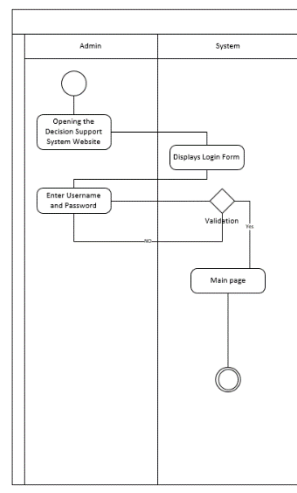 Admin
System
Opening the
Decision Support
System Website
Displays Login Form
Enter Username
and Password
Validation
NO
Yes
Main page